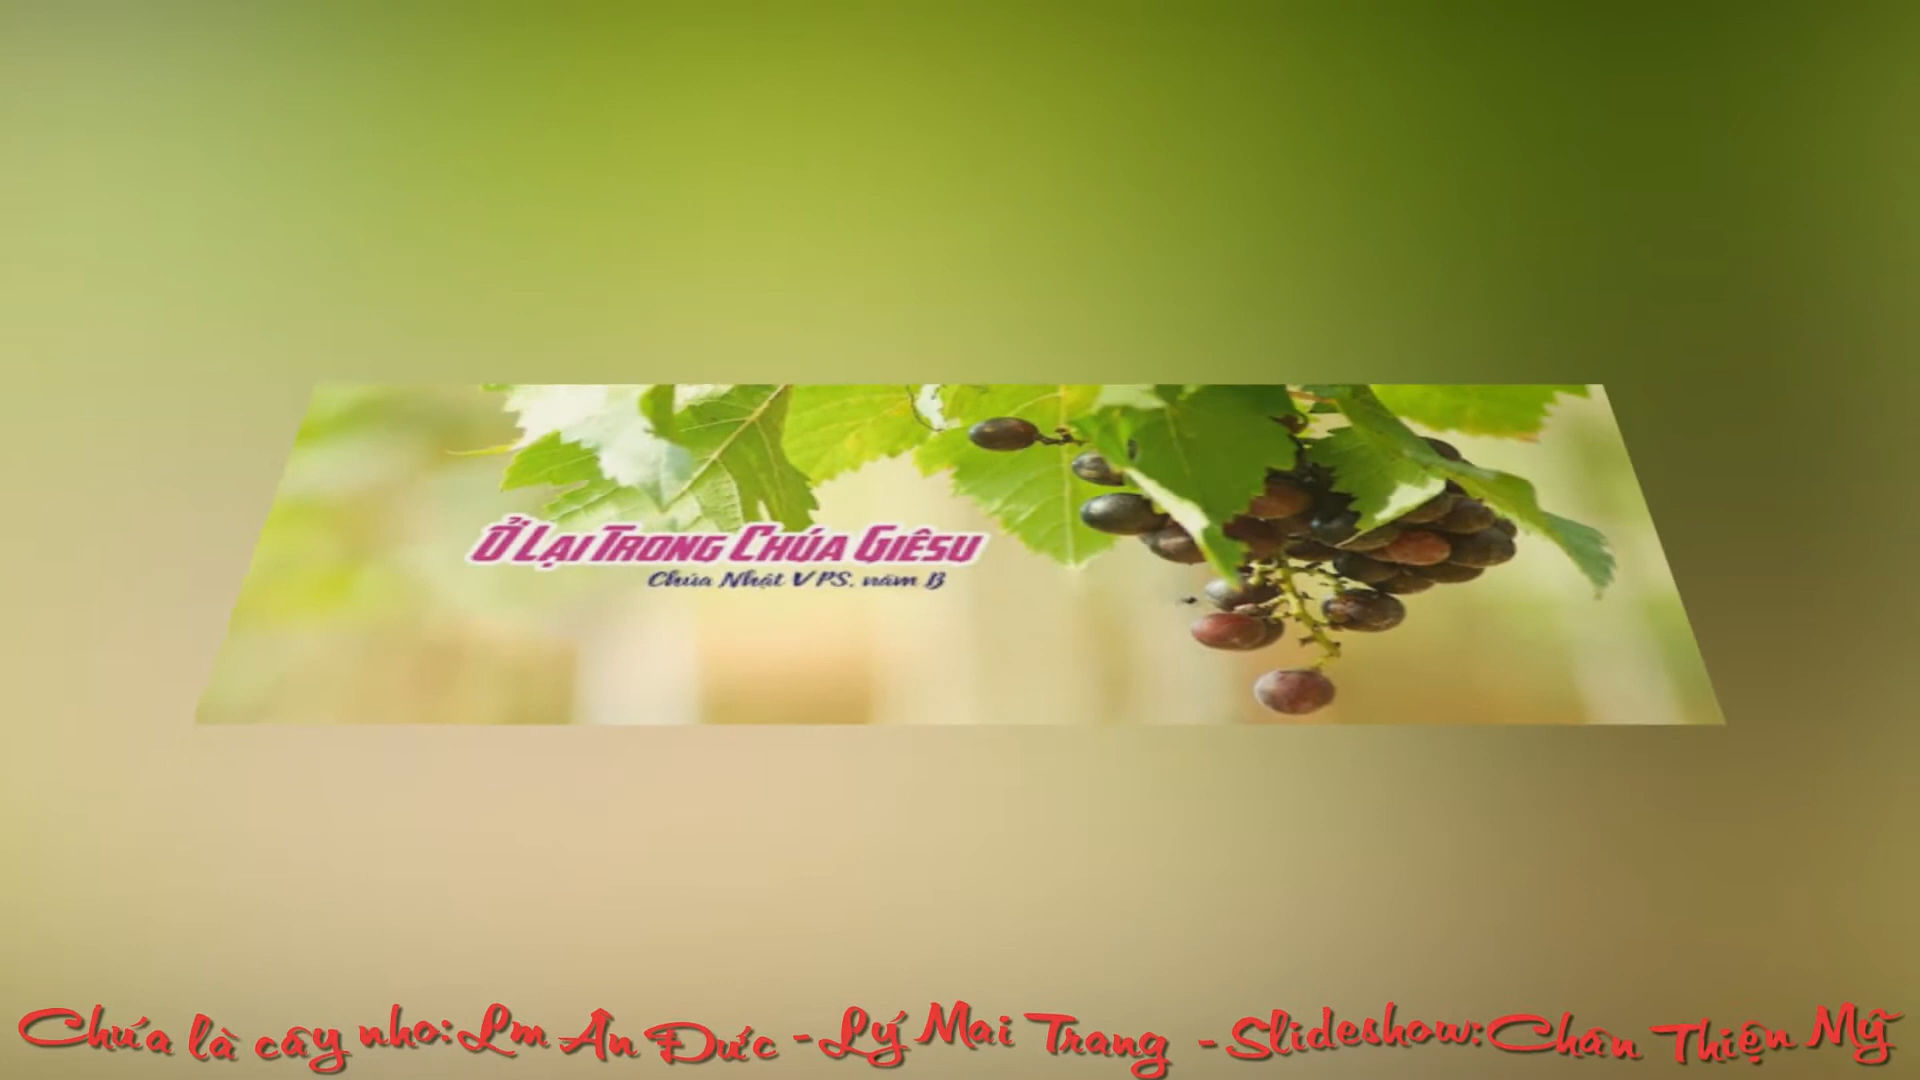 Ở LẠI TRONG CHÚA GIÊSU
Chúa Nhật V PS. năm B
Chúa là cây nho: Lm Ân Đức - Lý Mai Trang - Slideshow: Chân Thiện Mỹ